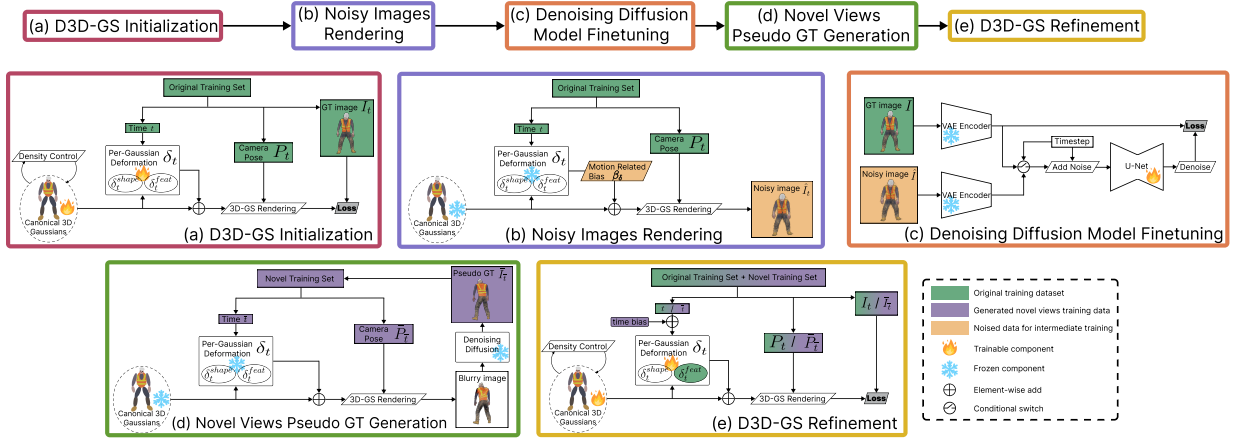 (a) D3D-GS Initialization
(b) Noisy Images
Rendering
(c) Denoising Diffusion
Model Finetuning
(d) Novel Views
Pseudo GT Generation
(e) D3D-GS Refinement
Original Training Set
GT image I_t
Time t
Per-Gaussian
Deformation δ_t
Camera
Pose P_t
Density Control
δ_t^{shape} δ_t^{feat}
Canonical 3D
Gaussians
3D-GS Rendering
Loss
(a) D3D-GS Initialization
Original Training Set
Time t
Per-Gaussian
Deformation δ_t
Camera
Pose P_t
Motion Related
Bias β_δ
δ_t^{shape} δ_t^{feat}
Noisy image Î_t
Canonical 3D
Gaussians
3D-GS Rendering
(b) Noisy Images Rendering
GT image I
VAE Encoder
Loss
Timestep
Add Noise
U-Net
Denoise
Noisy image Î
VAE Encoder
(c) Denoising Diffusion Model Finetuning
Novel Training Set
Pseudo GT Ī_t̄
Time t̄
Per-Gaussian
Deformation δ_t
Camera
Pose P̄_t̄
Denoising
Diffusion
δ_t^{shape} δ_t^{feat}
Blurry image
Canonical 3D
Gaussians
3D-GS Rendering
(d) Novel Views Pseudo GT Generation
Original Training Set + Novel Training Set
t / t̄
I_t / Ī_t̄
time bias
Per-Gaussian
Deformation δ_t
P_t / P̄_t̄
Density Control
δ_t^{shape} δ_t^{feat}
Canonical 3D
Gaussians
3D-GS Rendering
Loss
(e) D3D-GS Refinement
Original training dataset
Generated novel views training data
Noised data for intermediate training
Trainable component
Frozen component
Element-wise add
Conditional switch